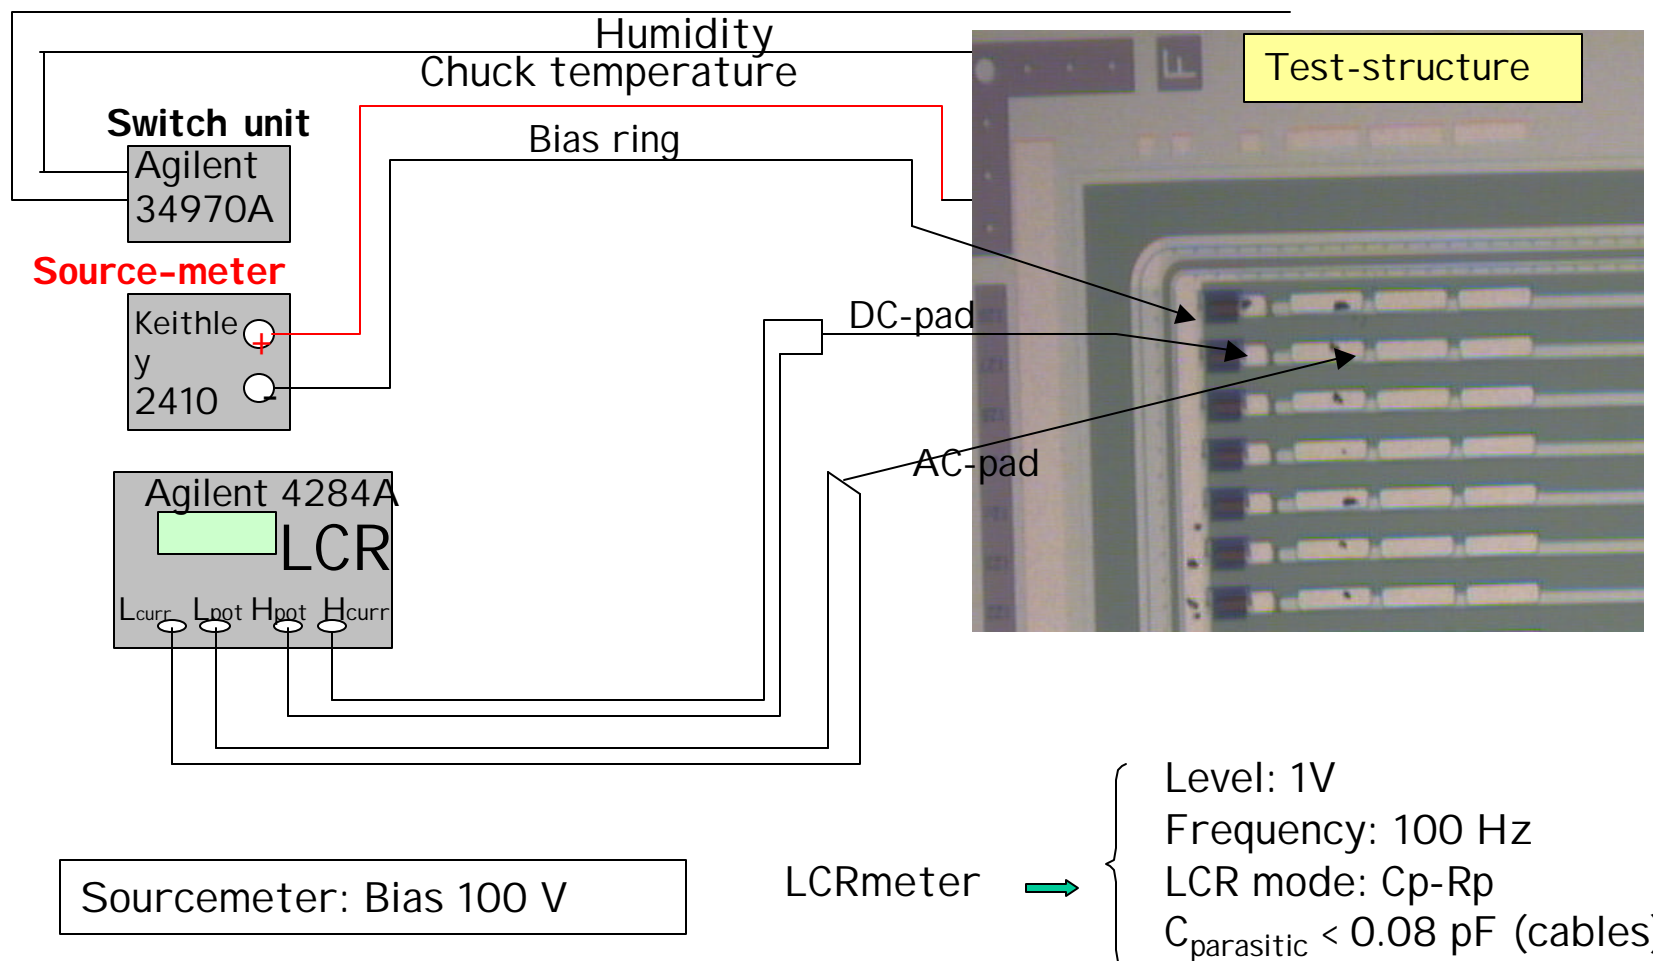 Humidity
Chuck temperature
Test-structure
F
Switch unit
Agilent
34970A
Bias ring
Source-meter
Keithle
y
2410
+
-
DC-pad
AC-pad
Agilent 4284A
LCR
Lcurr Lpot Hpot Hcurr
Sourcemeter: Bias 100 V
LCRmeter
Level: 1V
Frequency: 100 Hz
LCR mode: Cp-Rp
Cparasitic < 0.08 pF (cables)